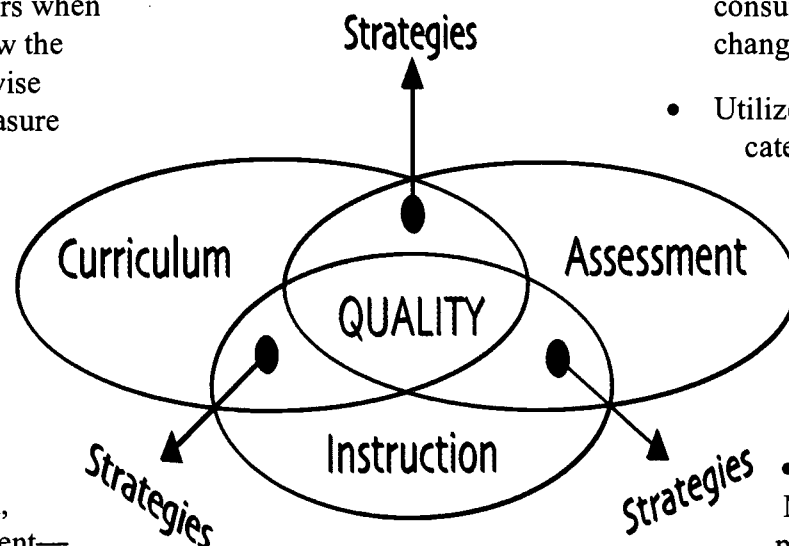 rs when
w the
vise
asure
Strategies
consu
chang
• Utilize
cate
Curriculum
Assessment
QUALITY
Instruction
Strategies
Strategies
ent—